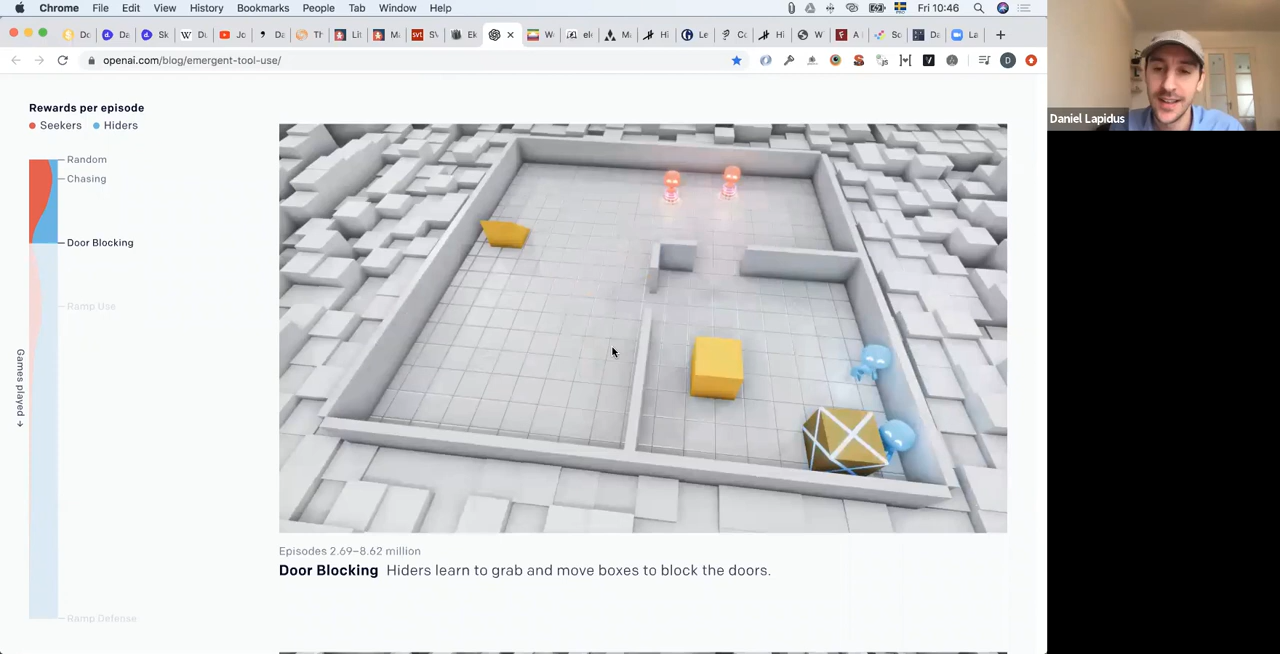 Chrome File Edit View History Bookmarks People Tab Window Help Fri 10:46
openai.com/blog/emergent-tool-use/
Daniel Lapidus
Rewards per episode
Seekers Hiders
Random
Chasing
Door Blocking
Ramp Use
Games played →
Ramp Defense
Episodes 2.69–8.62 million
Door Blocking Hiders learn to grab and move boxes to block the doors.